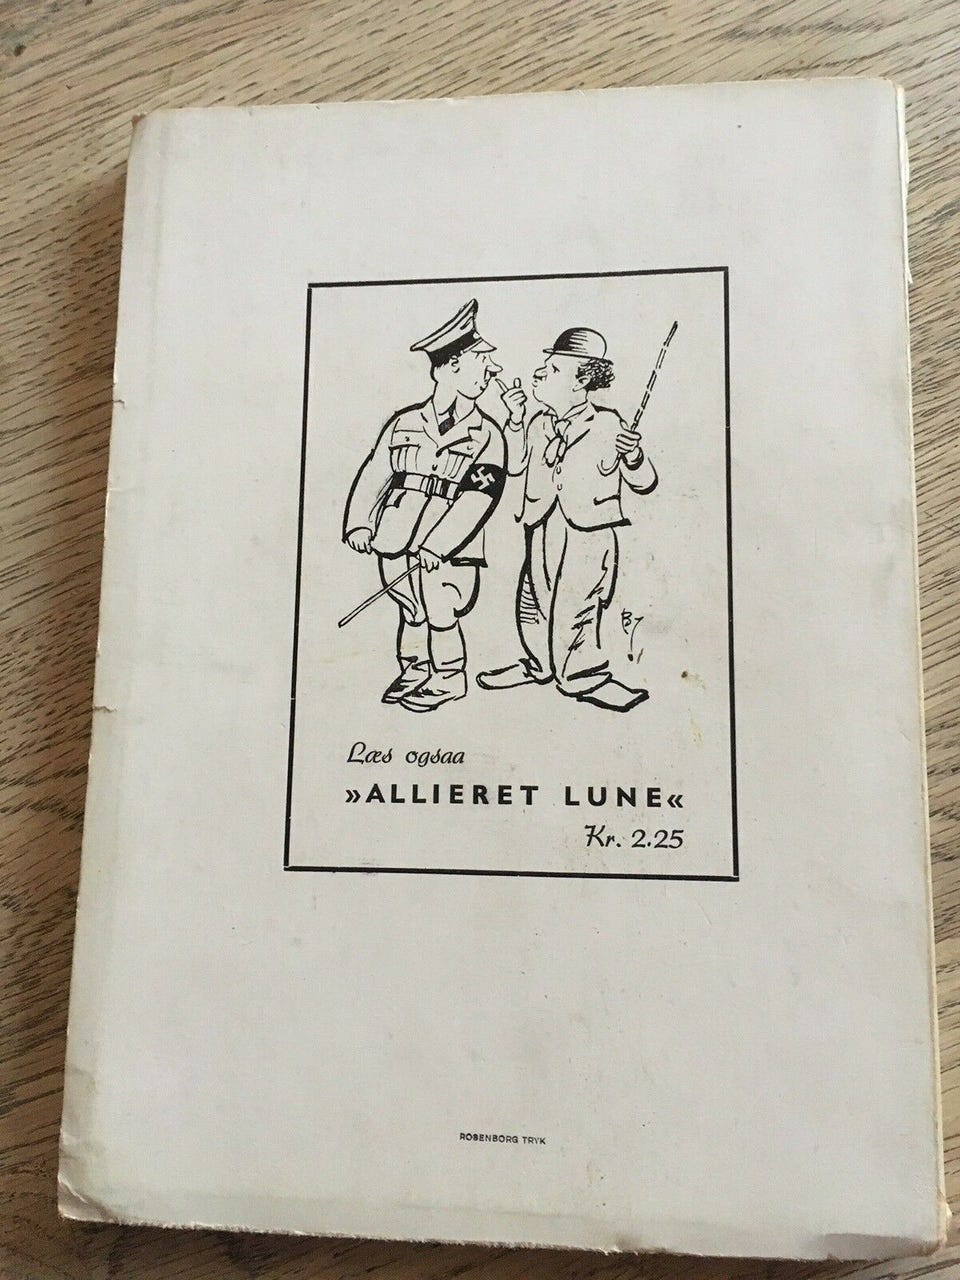 Læs ogsaa
»ALLIERET LUNE«
Kr. 2.25
ROSENBORG TRYK